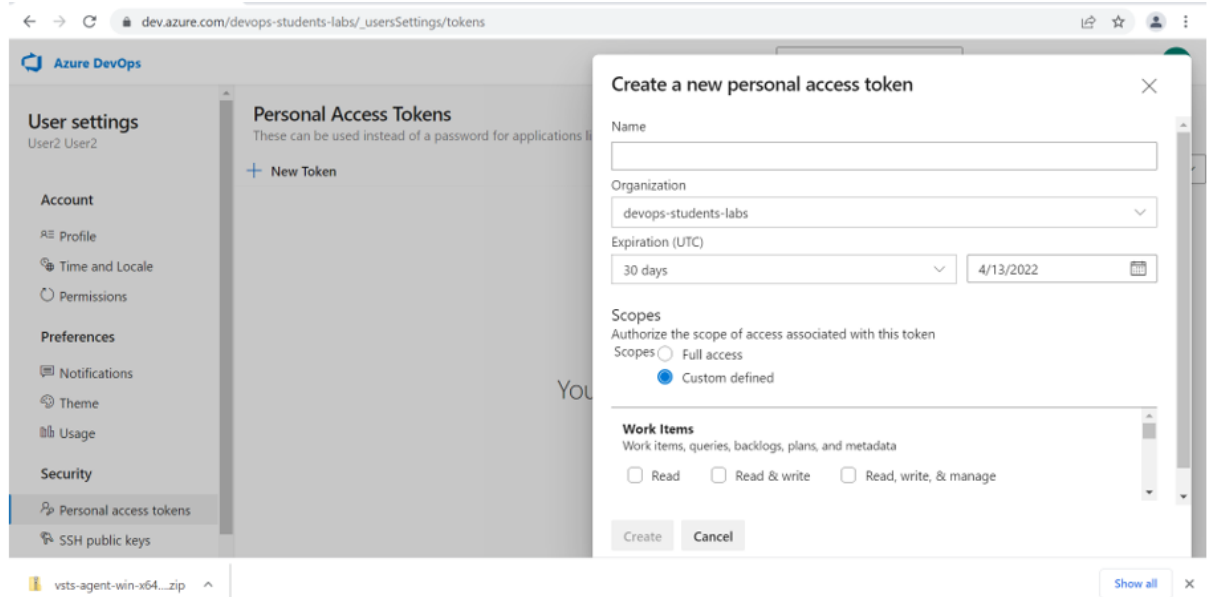 dev.azure.com/devops-students-labs/_usersSettings/tokens
Azure DevOps
User settings
User2 User2
Account
Profile
Time and Locale
Permissions
Preferences
Notifications
Theme
Usage
Security
Personal access tokens
SSH public keys
Personal Access Tokens
These can be used instead of a password for applications li
New Token
You
Create a new personal access token
Name
Organization
devops-students-labs
Expiration (UTC)
30 days 4/13/2022
Scopes
Authorize the scope of access associated with this token
Scopes Full access
Custom defined
Work Items
Work items, queries, backlogs, plans, and metadata
Read Read & write Read, write, & manage
Create Cancel
vsts-agent-win-x64....zip Show all